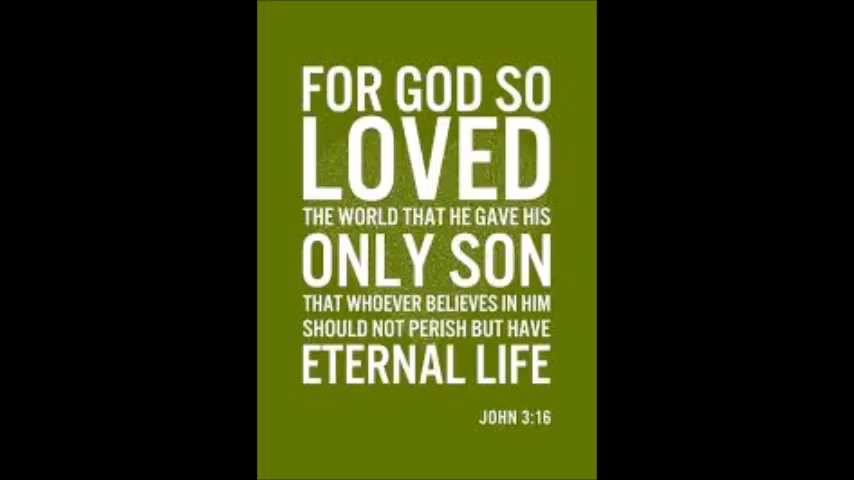 FOR GOD SO
LOVED
THE WORLD THAT HE GAVE HIS
ONLY SON
THAT WHOEVER BELIEVES IN HIM
SHOULD NOT PERISH BUT HAVE
ETERNAL LIFE
JOHN 3:16